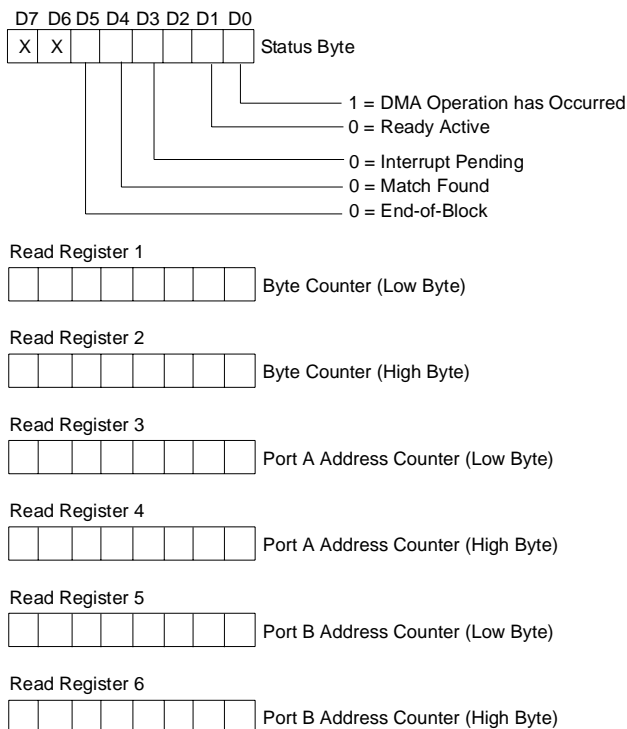 D7 D6 D5 D4 D3 D2 D1 D0
X X Status Byte
1 = DMA Operation has Occurred
0 = Ready Active
0 = Interrupt Pending
0 = Match Found
0 = End-of-Block
Read Register 1
Byte Counter (Low Byte)
Read Register 2
Byte Counter (High Byte)
Read Register 3
Port A Address Counter (Low Byte)
Read Register 4
Port A Address Counter (High Byte)
Read Register 5
Port B Address Counter (Low Byte)
Read Register 6
Port B Address Counter (High Byte)